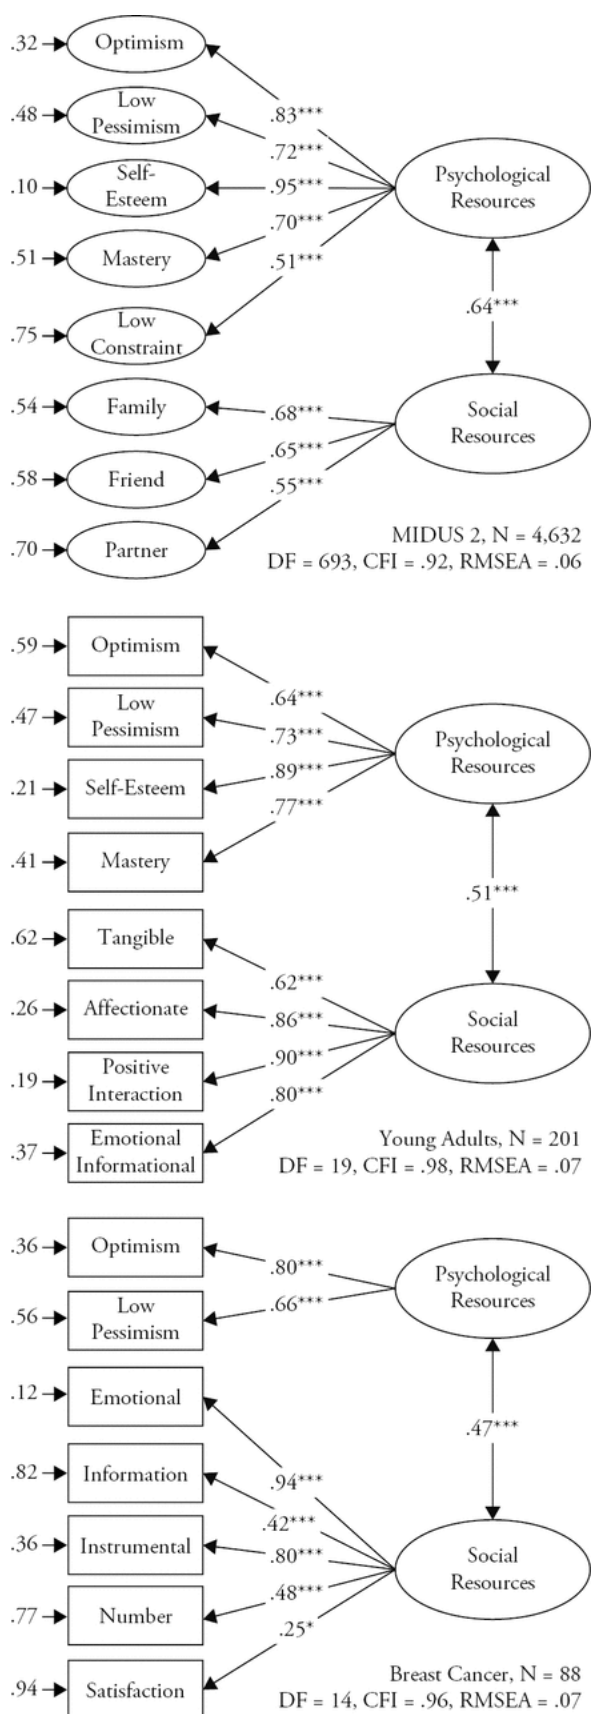 .32
Optimism
.83***
.48
Low
Pessimism
.72***
Psychological
Resources
.10
Self-
Esteem
.95***
.51
Mastery
.70***
.75
Low
Constraint
.51***
.64***
.54
Family
.68***
Social
Resources
.58
Friend
.65***
.70
Partner
.55***
MIDUS 2, N = 4,632
DF = 693, CFI = .92, RMSEA = .06
.59
Optimism
.64***
.47
Low
Pessimism
.73***
Psychological
Resources
.21
Self-Esteem
.89***
.41
Mastery
.77***
.51***
.62
Tangible
.62***
.26
Affectionate
.86***
Social
Resources
.19
Positive
Interaction
.90***
.37
Emotional
Informational
.80***
Young Adults, N = 201
DF = 19, CFI = .98, RMSEA = .07
.36
Optimism
.80***
Psychological
Resources
.56
Low
Pessimism
.66***
.12
Emotional
.94***
.47***
.82
Information
.42***
.36
Instrumental
.80***
Social
Resources
.77
Number
.48***
.94
Satisfaction
.25*
Breast Cancer, N = 88
DF = 14, CFI = .96, RMSEA = .07